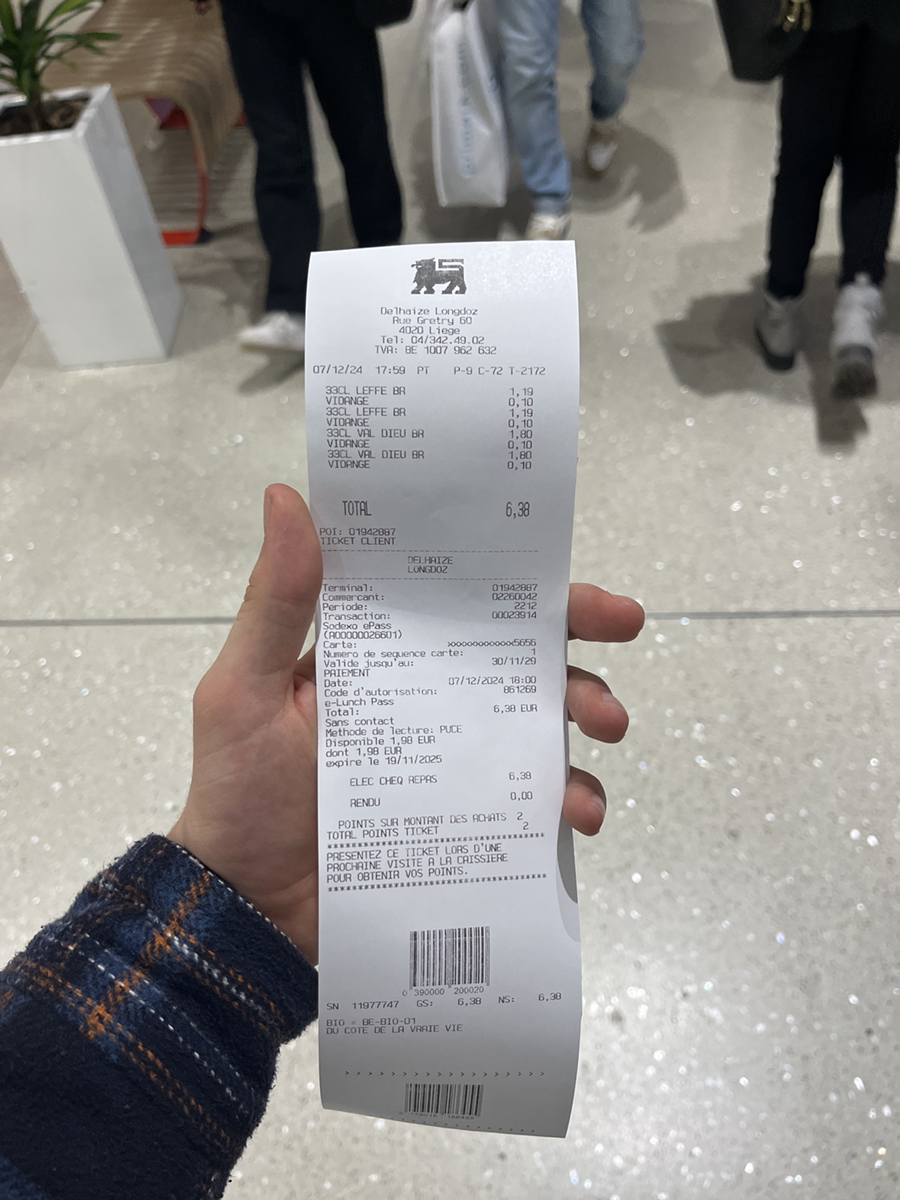 Delhaize Longdoz
Rue Gretry 60
4020 Liege
Tel: 04/342.49.02
TVA: BE 1007 962 632
07/12/24 17:59 PT P-9 C-72 T-2172
33CL LEFFE BR 1,19
VIDANGE 0,10
33CL LEFFE BR 1,19
VIDANGE 0,10
33CL VAL DIEU BR 1,80
VIDANGE 0,10
33CL VAL DIEU BR 1,80
VIDANGE 0,10
TOTAL 6,38
POI: 01942887
TICKET CLIENT
DELHAIZE
LONGDOZ
Terminal: 01942887
Commercant: 02260042
Periode: 2212
Transaction: 00023914
Sodexo ePass
(A00000026601)
Carte: xxxxxxxxxxxx5656
Numero de sequence carte: 1
Valide jusqu'au: 30/11/29
PAIEMENT
Date: 07/12/2024 18:00
Code d'autorisation: 861269
e-Lunch Pass
Total: 6,38 EUR
Sans contact
Methode de lecture: PUCE
Disponible 1,98 EUR
dont 1,98 EUR
expire le 19/11/2025
ELEC CHEQ REPAS 6,38
RENDU 0,00
POINTS SUR MONTANT DES ACHATS 2
TOTAL POINTS TICKET 2
PRESENTEZ CE TICKET LORS D'UNE
PROCHAINE VISITE A LA CAISSIERE
POUR OBTENIR VOS POINTS.
0 390000 200020
SN 11977747 GS: 6,38 NS: 6,38
BIO = BE-BIO-01
DU COTE DE LA VRAIE VIE